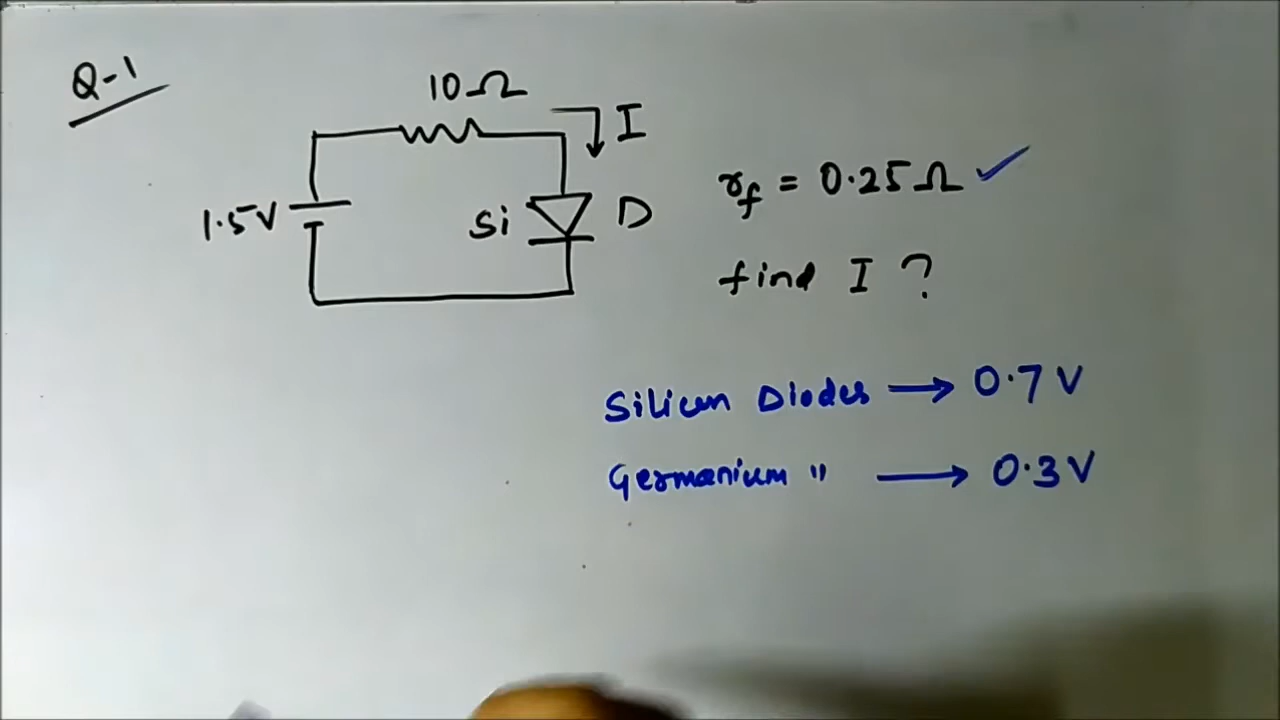 Q-1
10Ω
I
1.5V
Si
D
rf = 0.25Ω ✓
find I ?
Silicon Diodes → 0.7 V
Germanium " → 0.3 V